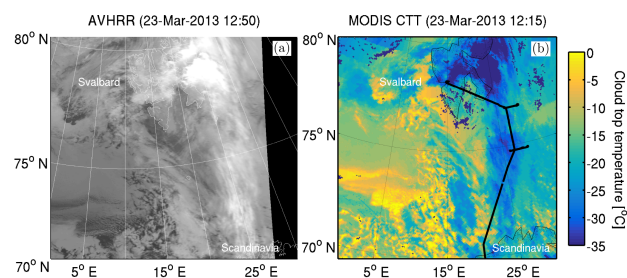 AVHRR (23-Mar-2013 12:50)
MODIS CTT (23-Mar-2013 12:15)
80° N
(a)
Svalbard
75° N
70° N
Scandinavia
5° E
15° E
25° E
80° N
(b)
Svalbard
75° N
70° N
Scandinavia
5° E
15° E
25° E
0
-5
-10
-15
-20
-25
-30
-35
Cloud top temperature [°C]